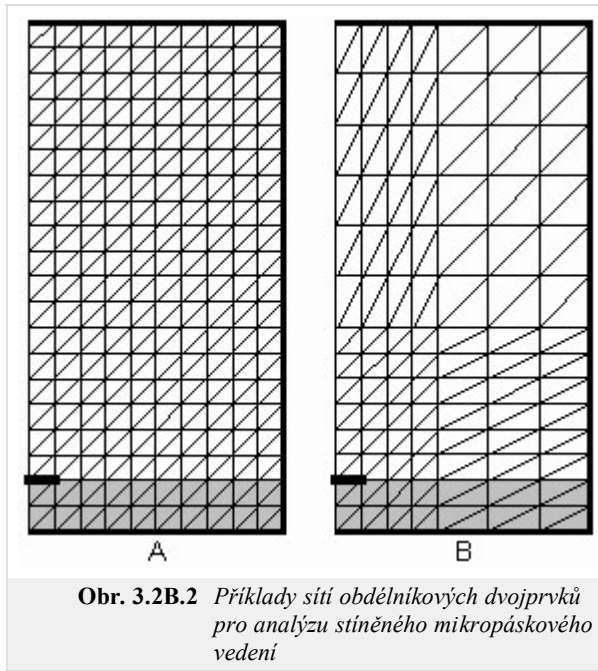 A B
Obr. 3.2B.2 Příklady sítí obdélníkových dvojprvků
pro analýzu stíněného mikropáskového
vedení